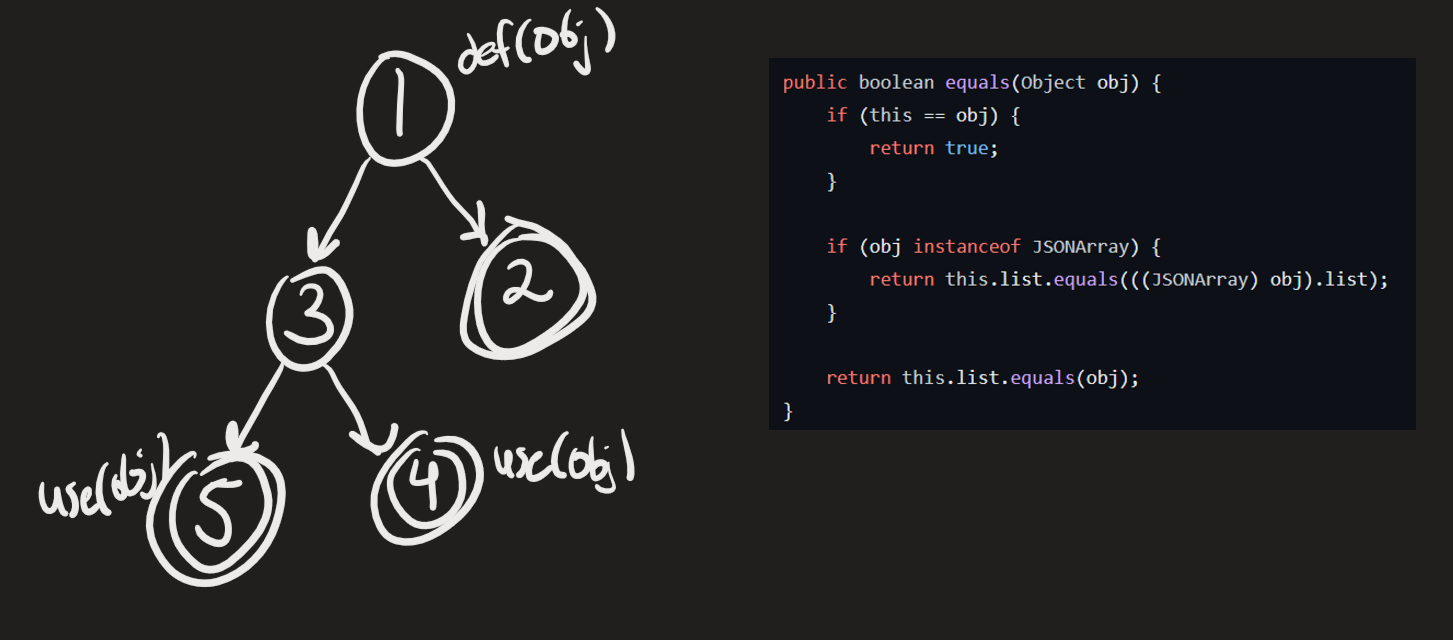 def(obj)
1
3
2
use(obj)
5
4
use(obj)
public boolean equals(Object obj) {
    if (this == obj) {
        return true;
    }
    if (obj instanceof JSONArray) {
        return this.list.equals(((JSONArray) obj).list);
    }
    return this.list.equals(obj);
}